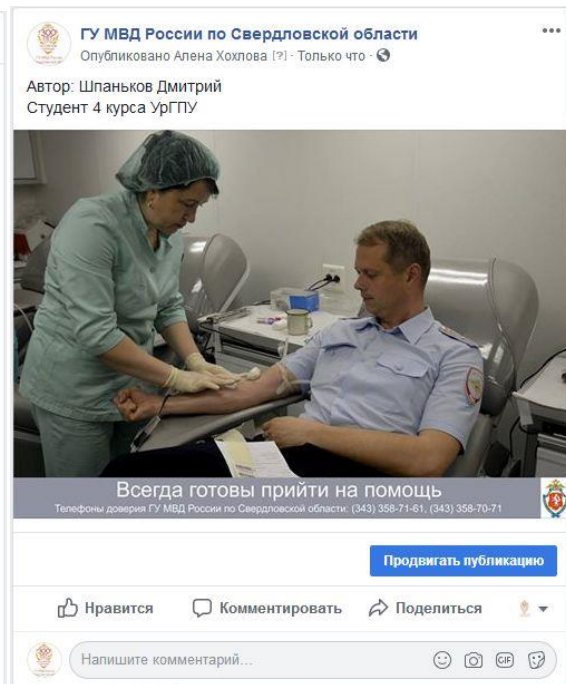 ГУ МВД России по Свердловской области
Опубликовано Алена Хохлова [?] · Только что ·
Автор: Шпаньков Дмитрий
Студент 4 курса УрГПУ
Всегда готовы прийти на помощь
Телефоны доверия ГУ МВД России по Свердловской области: (343) 358-71-61, (343) 358-70-71
Продвигать публикацию
Нравится Комментировать Поделиться
Напишите комментарий...
GIF